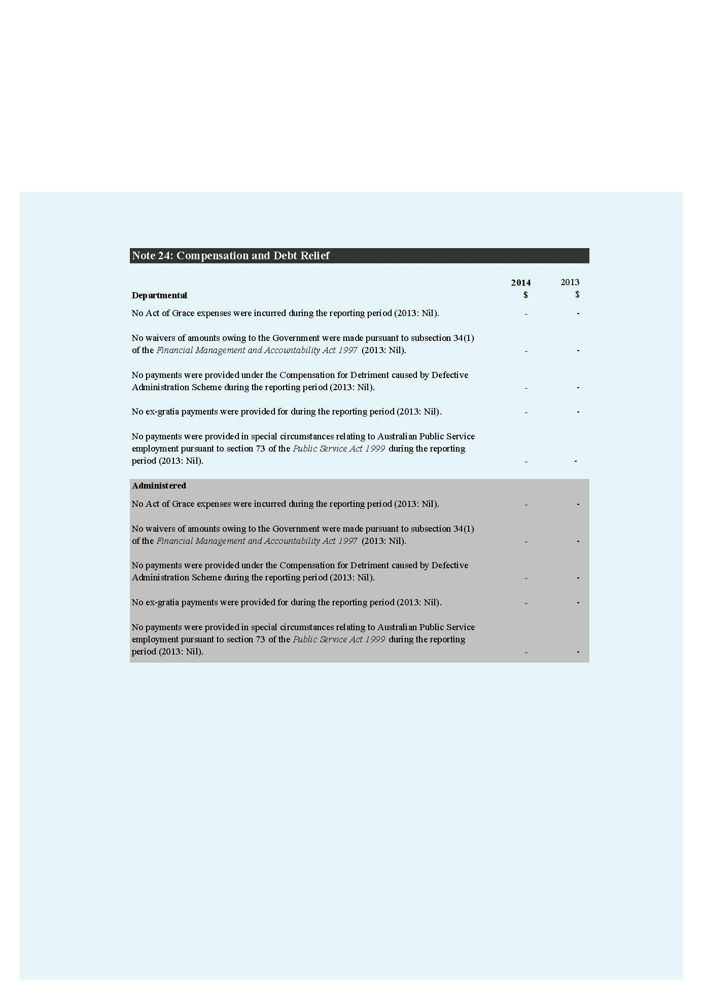 Note 24: Compensation and Debt Relief
2014 2013
Departmental $ $
No Act of Grace expenses were incurred during the reporting period (2013: Nil). - -
No waivers of amounts owing to the Government were made pursuant to subsection 34(1)
of the Financial Management and Accountability Act 1997 (2013: Nil). - -
No payments were provided under the Compensation for Detriment caused by Defective
Administration Scheme during the reporting period (2013: Nil). - -
No ex-gratia payments were provided for during the reporting period (2013: Nil). - -
No payments were provided in special circumstances relating to Australian Public Service
employment pursuant to section 73 of the Public Service Act 1999 during the reporting
period (2013: Nil). - -
Administered
No Act of Grace expenses were incurred during the reporting period (2013: Nil). - -
No waivers of amounts owing to the Government were made pursuant to subsection 34(1)
of the Financial Management and Accountability Act 1997 (2013: Nil). - -
No payments were provided under the Compensation for Detriment caused by Defective
Administration Scheme during the reporting period (2013: Nil). - -
No ex-gratia payments were provided for during the reporting period (2013: Nil). - -
No payments were provided in special circumstances relating to Australian Public Service
employment pursuant to section 73 of the Public Service Act 1999 during the reporting
period (2013: Nil). - -